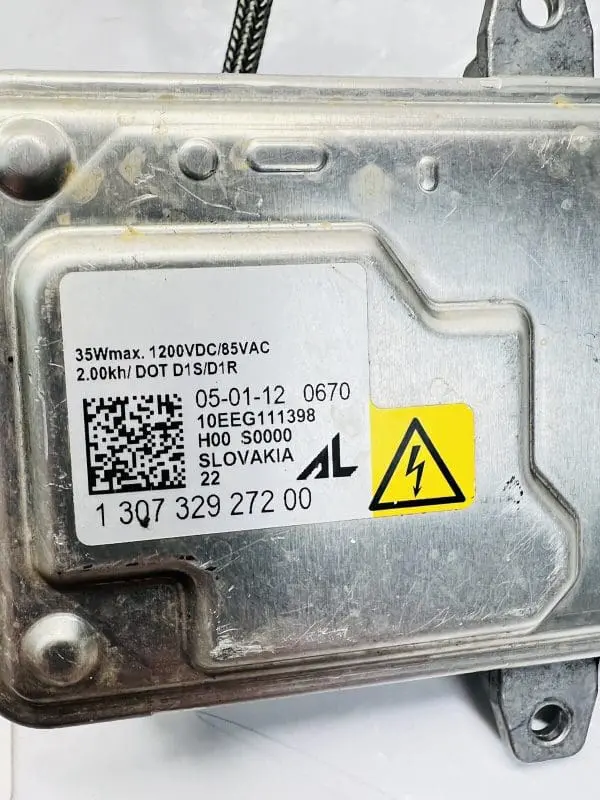 35Wmax. 1200VDC/85VAC
2.00kh/ DOT D1S/D1R
05-01-12 0670
10EEG111398
H00 S0000
SLOVAKIA
22
AL
1 307 329 272 00